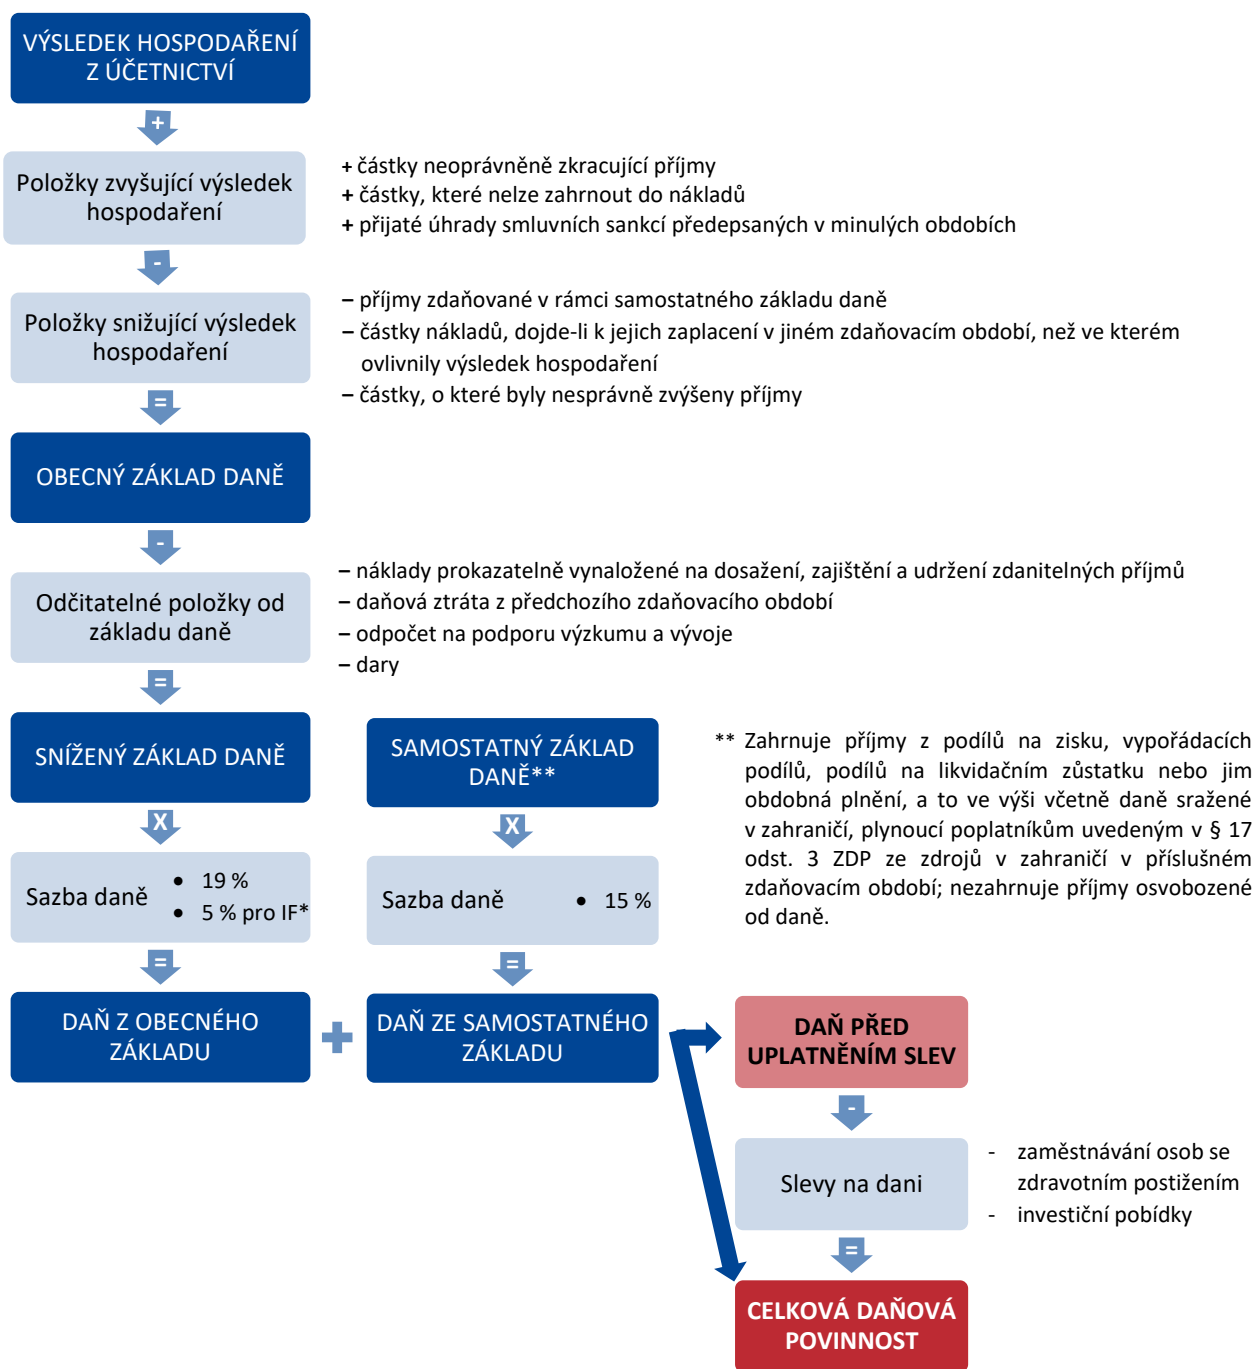 VÝSLEDEK HOSPODAŘENÍ
Z ÚČETNICTVÍ
+
Položky zvyšující výsledek
hospodaření
+ částky neoprávněně zkracující příjmy
+ částky, které nelze zahrnout do nákladů
+ přijaté úhrady smluvních sankcí předepsaných v minulých obdobích
-
Položky snižující výsledek
hospodaření
– příjmy zdaňované v rámci samostatného základu daně
– částky nákladů, dojde-li k jejich zaplacení v jiném zdaňovacím období, než ve kterém
ovlivnily výsledek hospodaření
– částky, o které byly nesprávně zvýšeny příjmy
=
OBECNÝ ZÁKLAD DANĚ
-
Odčitatelné položky od
základu daně
– náklady prokazatelně vynaložené na dosažení, zajištění a udržení zdanitelných příjmů
– daňová ztráta z předchozího zdaňovacího období
– odpočet na podporu výzkumu a vývoje
– dary
=
SNÍŽENÝ ZÁKLAD DANĚ
X
Sazba daně
• 19 %
• 5 % pro IF*
=
DAŇ Z OBECNÉHO
ZÁKLADU
+
SAMOSTATNÝ ZÁKLAD
DANĚ**
X
Sazba daně • 15 %
=
DAŇ ZE SAMOSTATNÉHO
ZÁKLADU
** Zahrnuje příjmy z podílů na zisku, vypořádacích
podílů, podílů na likvidačním zůstatku nebo jim
obdobná plnění, a to ve výši včetně daně sražené
v zahraničí, plynoucí poplatníkům uvedeným v § 17
odst. 3 ZDP ze zdrojů v zahraničí v příslušném
zdaňovacím období; nezahrnuje příjmy osvobozené
od daně.
DAŇ PŘED
UPLATNĚNÍM SLEV
-
Slevy na dani
- zaměstnávání osob se
zdravotním postižením
- investiční pobídky
=
CELKOVÁ DAŇOVÁ
POVINNOST